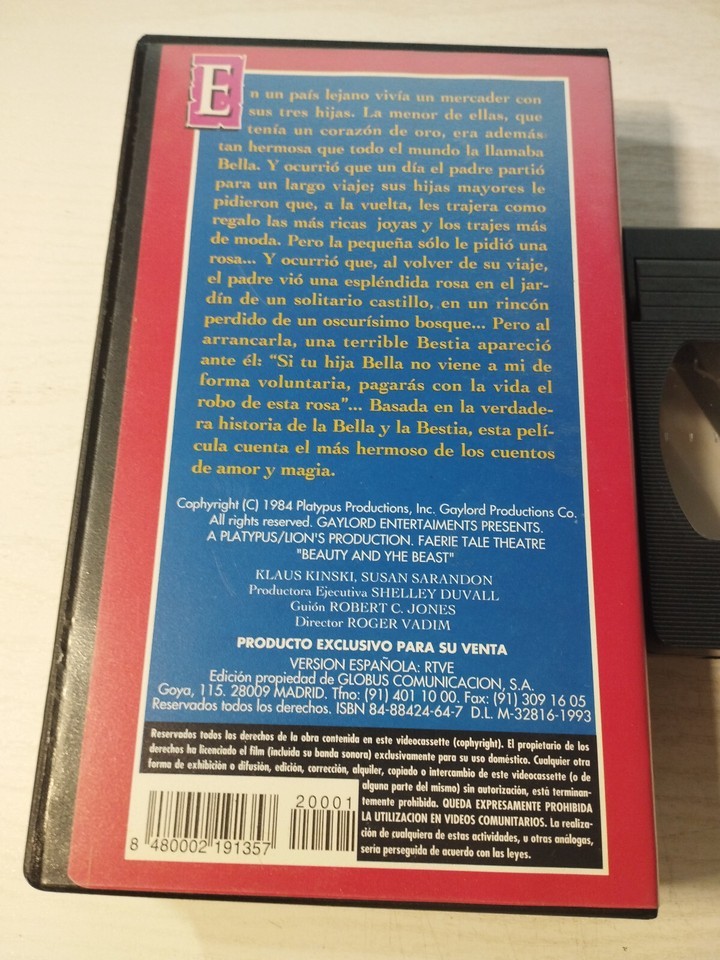 En un país lejano vivía un mercader con
sus tres hijas. La menor de ellas, que
tenía un corazón de oro, era además
tan hermosa que todo el mundo la llamaba
Bella. Y ocurrió que un día el padre partió
para un largo viaje; sus hijas mayores le
pidieron que, a la vuelta, les trajera como
regalo las más ricas joyas y los trajes más
de moda. Pero la pequeña sólo le pidió una
rosa... Y ocurrió que, al volver de su viaje,
el padre vió una espléndida rosa en el jar-
dín de un solitario castillo, en un rincón
perdido de un oscurísimo bosque... Pero al
arrancarla, una terrible Bestia apareció
ante él: "Si tu hija Bella no viene a mi de
forma voluntaria, pagarás con la vida el
robo de esta rosa"... Basada en la verdade-
ra historia de la Bella y la Bestia, esta pelí-
cula cuenta el más hermoso de los cuentos
de amor y magia.
Cophyright (C) 1984 Platypus Productions, Inc. Gaylord Productions Co.
All rights reserved. GAYLORD ENTERTAIMENTS PRESENTS.
A PLATYPUS/LION'S PRODUCTION. FAERIE TALE THEATRE
"BEAUTY AND YHE BEAST"
KLAUS KINSKI, SUSAN SARANDON
Productora Ejecutiva SHELLEY DUVALL
Guión ROBERT C. JONES
Director ROGER VADIM
PRODUCTO EXCLUSIVO PARA SU VENTA
VERSION ESPAÑOLA: RTVE
Edición propiedad de GLOBUS COMUNICACION, S.A.
Goya, 115. 28009 MADRID. Tfno: (91) 401 10 00. Fax: (91) 309 16 05
Reservados todos los derechos. ISBN 84-88424-64-7 D.L. M-32816-1993
Reservados todos los derechos de la obra contenida en este videocassette (cophyright). El propietario de los
derechos ha licenciado el film (incluida su banda sonora) exclusivamente para su uso doméstico. Cualquier otra
forma de exhibición o difusión, edición, corrección, alquiler, copiado o intercambio de este videocassette (o de
alguna parte del mismo) sin autorización, está terminan-
temente prohibida. QUEDA EXPRESAMENTE PROHIBIDA
LA UTILIZACION EN VIDEOS COMUNITARIOS. La realiza-
ción de cualquiera de estas actividades, u otras análogas,
seria perseguida de acuerdo con las leyes.
20001
8 480002 191357